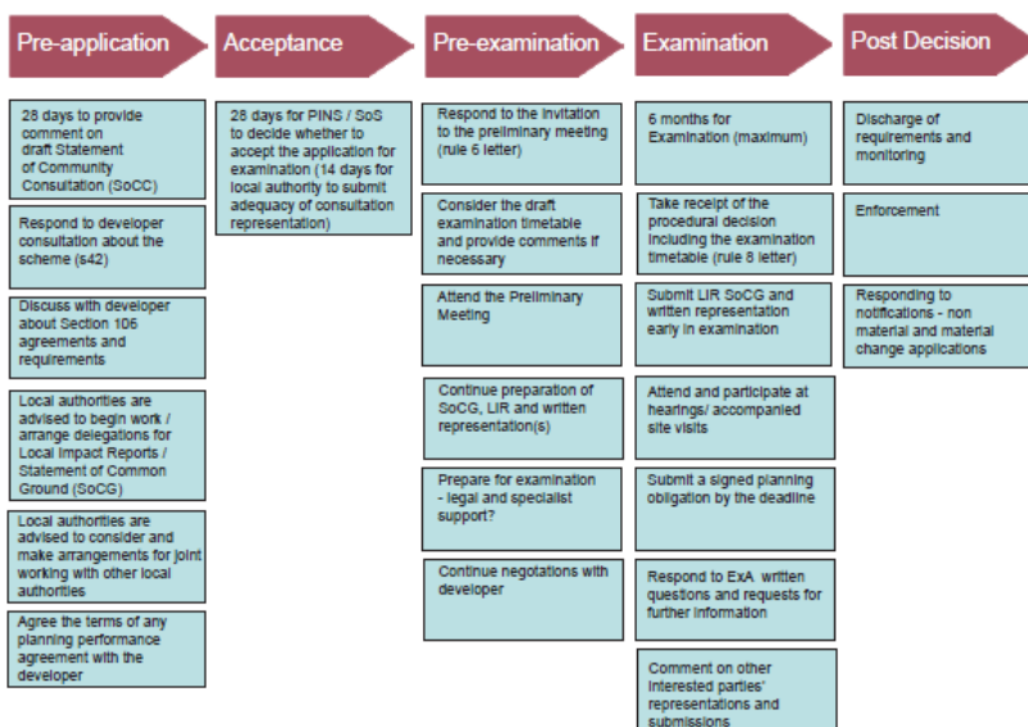 Pre-application
Acceptance
Pre-examination
Examination
Post Decision
28 days to provide
comment on
draft Statement
of Community
Consultation (SoCC)
Respond to developer
consultation about the
scheme (s42)
Discuss with developer
about Section 106
agreements and
requirements
Local authorities are
advised to begin work /
arrange delegations for
Local Impact Reports /
Statement of Common
Ground (SoCG)
Local authorities are
advised to consider and
make arrangements for joint
working with other local
authorities
Agree the terms of any
planning performance
agreement with the
developer
28 days for PINS / SoS
to decide whether to
accept the application for
examination (14 days for
local authority to submit
adequacy of consultation
representation)
Respond to the invitation
to the preliminary meeting
(rule 6 letter)
Consider the draft
examination timetable
and provide comments if
necessary
Attend the Preliminary
Meeting
Continue preparation of
SoCG, LIR and written
representation(s)
Prepare for examination
- legal and specialist
support?
Continue negotations with
developer
6 months for
Examination (maximum)
Take receipt of the
procedural decision
including the examination
timetable (rule 8 letter)
Submit LIR SoCG and
written representation
early in examination
Attend and participate at
hearings/ accompanied
site visits
Submit a signed planning
obligation by the deadline
Respond to ExA written
questions and requests for
further information
Comment on other
interested parties'
representations and
submissions
Discharge of
requirements and
monitoring
Enforcement
Responding to
notifications - non
material and material
change applications